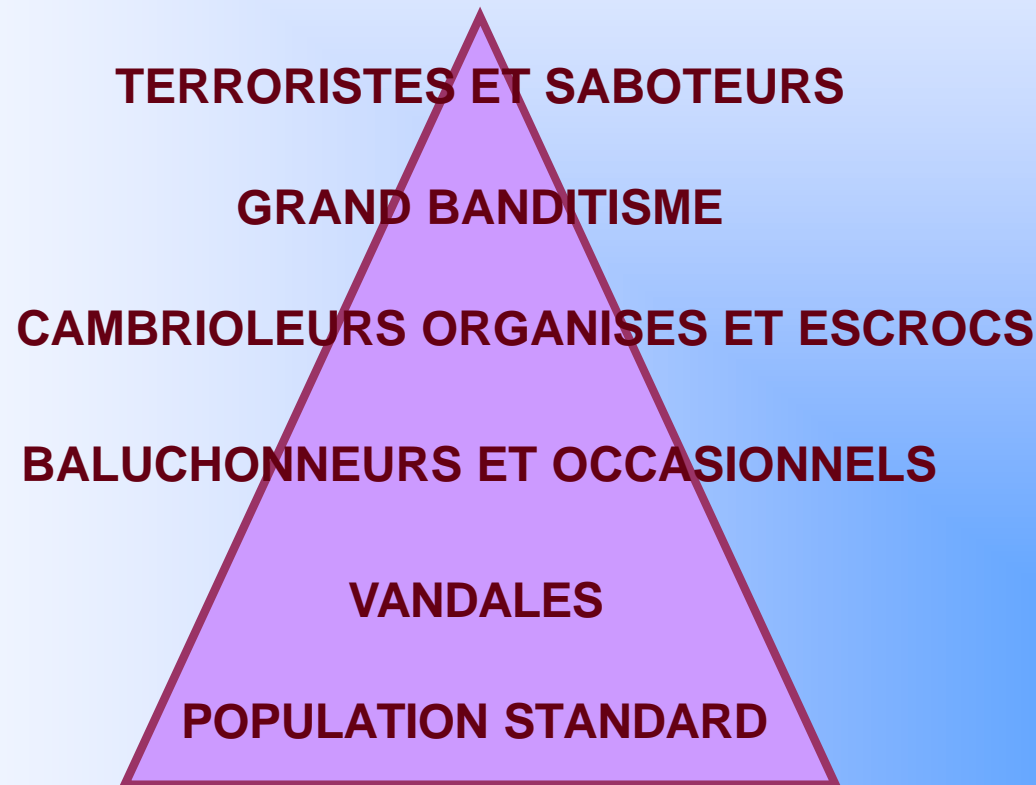 TERRORISTES ET SABOTEURS
GRAND BANDITISME
CAMBRIOLEURS ORGANISES ET ESCROCS
BALUCHONNEURS ET OCCASIONNELS
VANDALES
POPULATION STANDARD